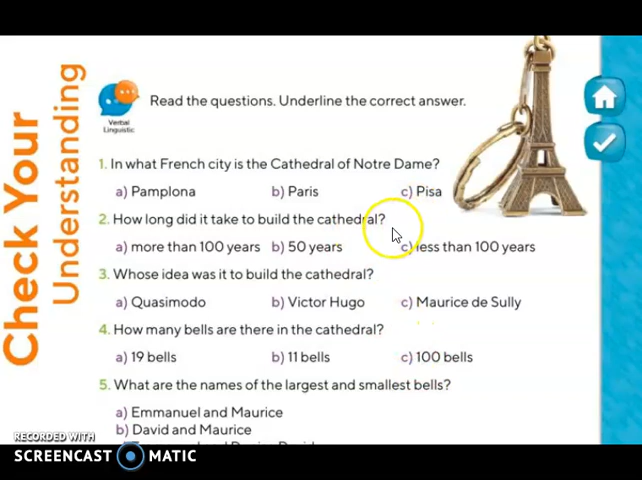 Check Your
Understanding
Verbal
Linguistic
Read the questions. Underline the correct answer.
1. In what French city is the Cathedral of Notre Dame?
a) Pamplona b) Paris c) Pisa
2. How long did it take to build the cathedral?
a) more than 100 years b) 50 years c) less than 100 years
3. Whose idea was it to build the cathedral?
a) Quasimodo b) Victor Hugo c) Maurice de Sully
4. How many bells are there in the cathedral?
a) 19 bells b) 11 bells c) 100 bells
5. What are the names of the largest and smallest bells?
a) Emmanuel and Maurice
b) David and Maurice
RECORDED WITH
SCREENCAST MATIC